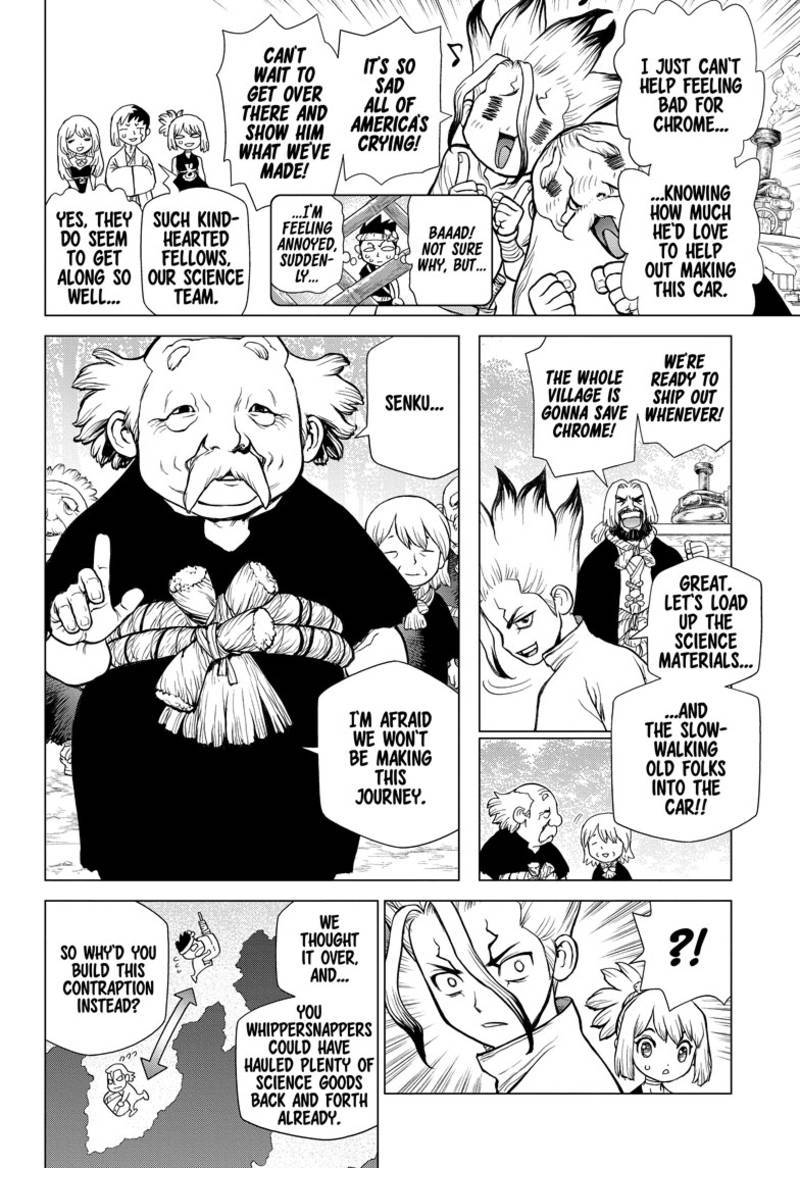 I JUST CAN'T
HELP FEELING
BAD FOR
CHROME...
...KNOWING
HOW MUCH
HE'D LOVE
TO HELP
OUT MAKING
THIS CAR.
IT'S SO
SAD
ALL OF
AMERICA'S
CRYING!
CAN'T
WAIT TO
GET OVER
THERE AND
SHOW HIM
WHAT WE'VE
MADE!
BAAAD!
NOT SURE
WHY, BUT...
...I'M
FEELING
ANNOYED,
SUDDEN-
LY...
SUCH KIND-
HEARTED
FELLOWS,
OUR SCIENCE
TEAM.
YES, THEY
DO SEEM
TO GET
ALONG SO
WELL...
WE'RE
READY TO
SHIP OUT
WHENEVER!
THE WHOLE
VILLAGE IS
GONNA SAVE
CHROME!
GREAT.
LET'S LOAD
UP THE
SCIENCE
MATERIALS...
...AND
THE SLOW-
WALKING
OLD FOLKS
INTO THE
CAR!!
SENKU...
I'M AFRAID
WE WON'T
BE MAKING
THIS
JOURNEY.
?!
WE
THOUGHT
IT OVER,
AND...
YOU
WHIPPERSNAPPERS
COULD HAVE
HAULED PLENTY OF
SCIENCE GOODS
BACK AND FORTH
ALREADY.
SO WHY'D YOU
BUILD THIS
CONTRAPTION
INSTEAD?